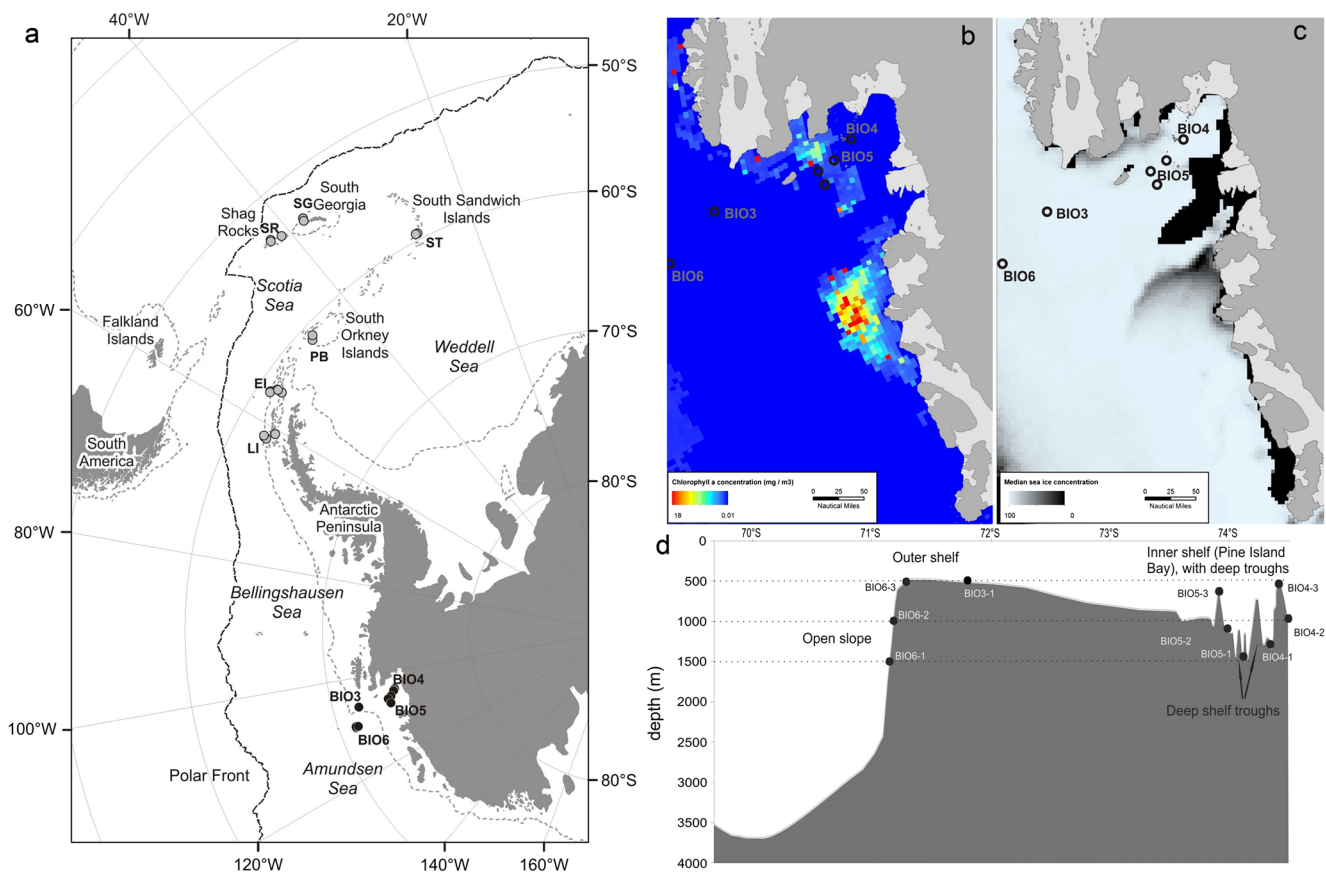 a
40°W
20°W
50°S
60°S
70°S
80°S
80°S
60°W
80°W
100°W
120°W
140°W
160°W
South
Georgia
SG
Shag
Rocks
SR
South Sandwich
Islands
ST
Scotia
Sea
Falkland
Islands
South
Orkney
Islands
PB
Weddell
Sea
EI
LI
South
America
Antarctic
Peninsula
Bellingshausen
Sea
BIO4
BIO3
BIO5
BIO6
Polar Front
Amundsen
Sea
b
BIO4
BIO5
BIO3
BIO6
Chlorophyll a concentration (mg / m3)
18
0.01
0 25 50
Nautical Miles
c
BIO4
BIO5
BIO3
BIO6
Median sea ice concentration
100
0
0 25 50
Nautical Miles
d
70°S
71°S
72°S
73°S
74°S
0
500
1000
1500
2000
2500
3000
3500
4000
depth (m)
Outer shelf
Inner shelf (Pine Island
Bay), with deep troughs
BIO6-3
BIO3-1
BIO5-3
BIO4-3
BIO6-2
BIO4-2
Open slope
BIO5-2
BIO6-1
BIO5-1
BIO4-1
Deep shelf troughs